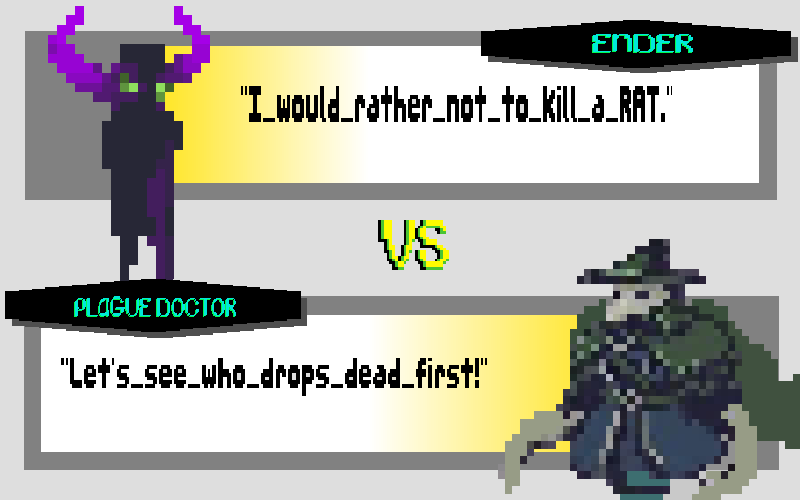 ENDER
"I_would_rather_not_to_Kill_a_RAT."
VS
PLAGUE DOCTOR
"Let's_see_who_drops_dead_first!"